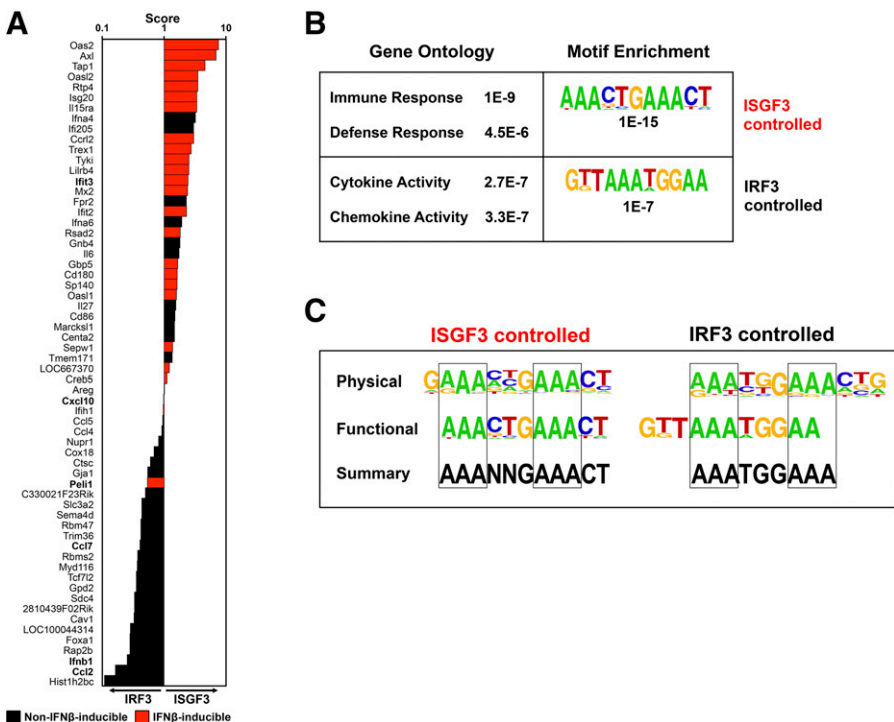 A
Score
0.1 1 10
Oas2
Axl
Tap1
Oasl2
Rtp4
Isg20
Il15ra
Ifna4
Ifi205
Ccrl2
Trex1
Tyki
Lilrb4
Ifit3
Mx2
Fpr2
Ifit2
Ifna6
Rsad2
Gnb4
Il6
Gbp5
Cd180
Sp140
Oasl1
Il27
Cd86
Marcksl1
Centa2
Sepw1
Tmem171
LOC667370
Creb5
Areg
Cxcl10
Ifih1
Ccl5
Ccl4
Nupr1
Cox18
Ctsc
Gja1
Peli1
C330021F23Rik
Slc3a2
Sema4d
Rbm47
Trim36
Ccl7
Rbms2
Myd116
Tcf7l2
Gpd2
Sdc4
2810439F02Rik
Cav1
LOC100044314
Foxa1
Rap2b
Ifnb1
Ccl2
Hist1h2bc
IRF3 ISGF3
Non-IFNβ-inducible IFNβ-inducible
B
Gene Ontology Motif Enrichment
Immune Response 1E-9
Defense Response 4.5E-6
AAACTGAAACT
1E-15
ISGF3
controlled
Cytokine Activity 2.7E-7
Chemokine Activity 3.3E-7
GTTAAATGGAA
1E-7
IRF3
controlled
C
ISGF3 controlled IRF3 controlled
Physical GAAACTGAAACT AAATGGAAACTG
Functional AAACTGAAACT GTTAAATGGAA
Summary AAANNGAAACT AAATGGAAA